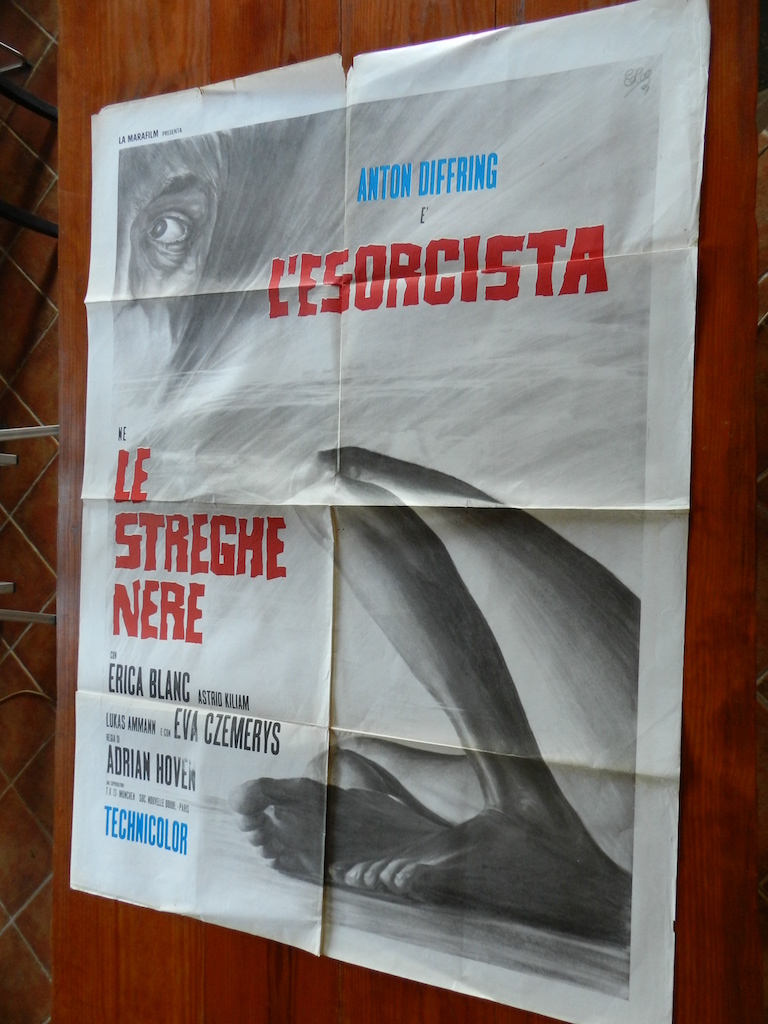 LA MARAFILM PRESENTA
ANTON DIFFRING
E'
L'ESORCISTA
NE
LE
STREGHE
NERE
CON
ERICA BLANC ASTRID KILIAM
LUKAS AMMANN E CON EVA CZEMERYS
REGIA DI
ADRIAN HOVEN
TECHNICOLOR